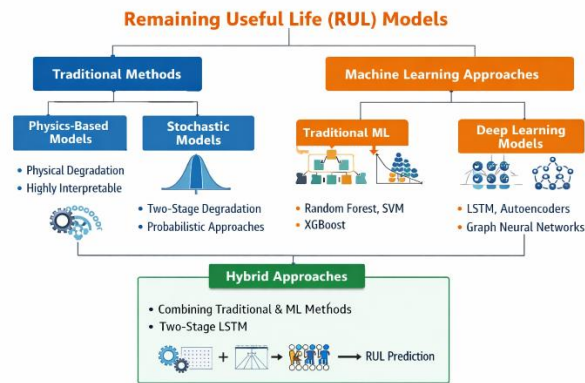 Remaining Useful Life (RUL) Models
Traditional Methods
Machine Learning Approaches
Physics-Based
Models
• Physical Degradation
• Highly Interpretable
Stochastic
Models
• Two-Stage Degradation
• Probabilistic Approaches
Traditional ML
• Random Forest, SVM
• XGBoost
Deep Learning
Models
• LSTM, Autoencoders
• Graph Neural Networks
Hybrid Approaches
• Combining Traditional & ML Methods
• Two-Stage LSTM
+
RUL Prediction